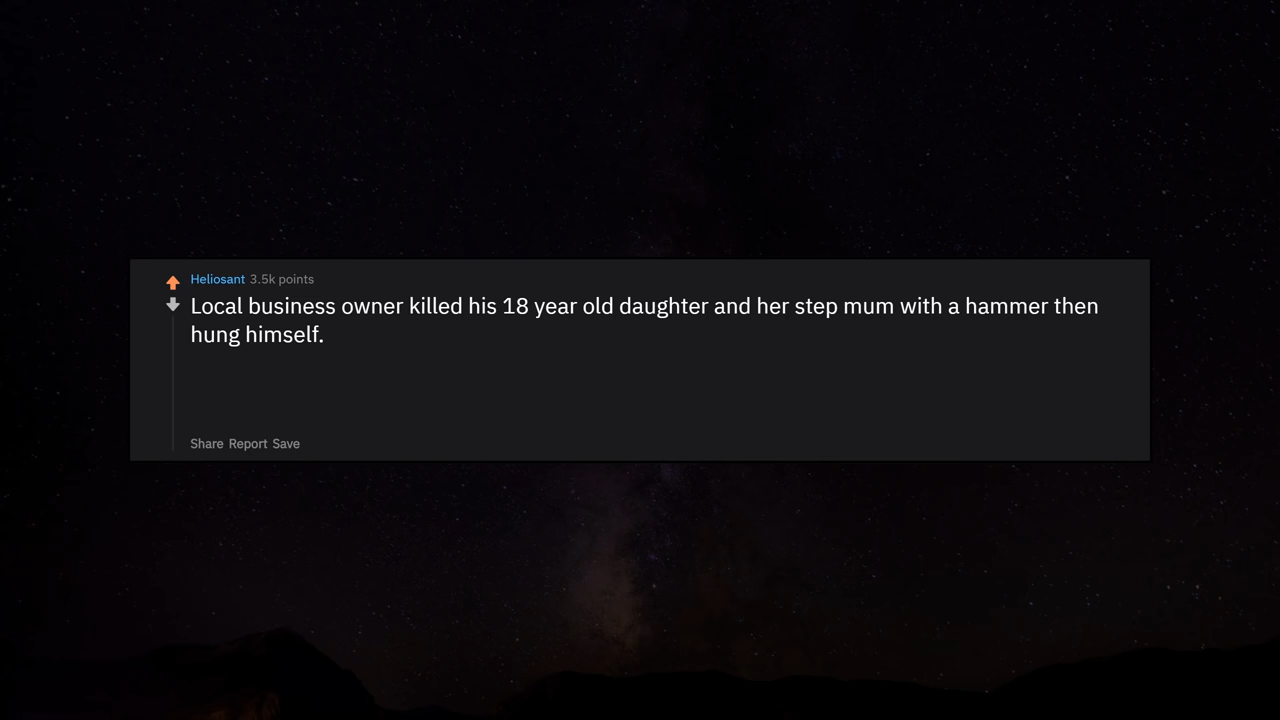 Heliosant 3.5k points
Local business owner killed his 18 year old daughter and her step mum with a hammer then
hung himself.
Share Report Save